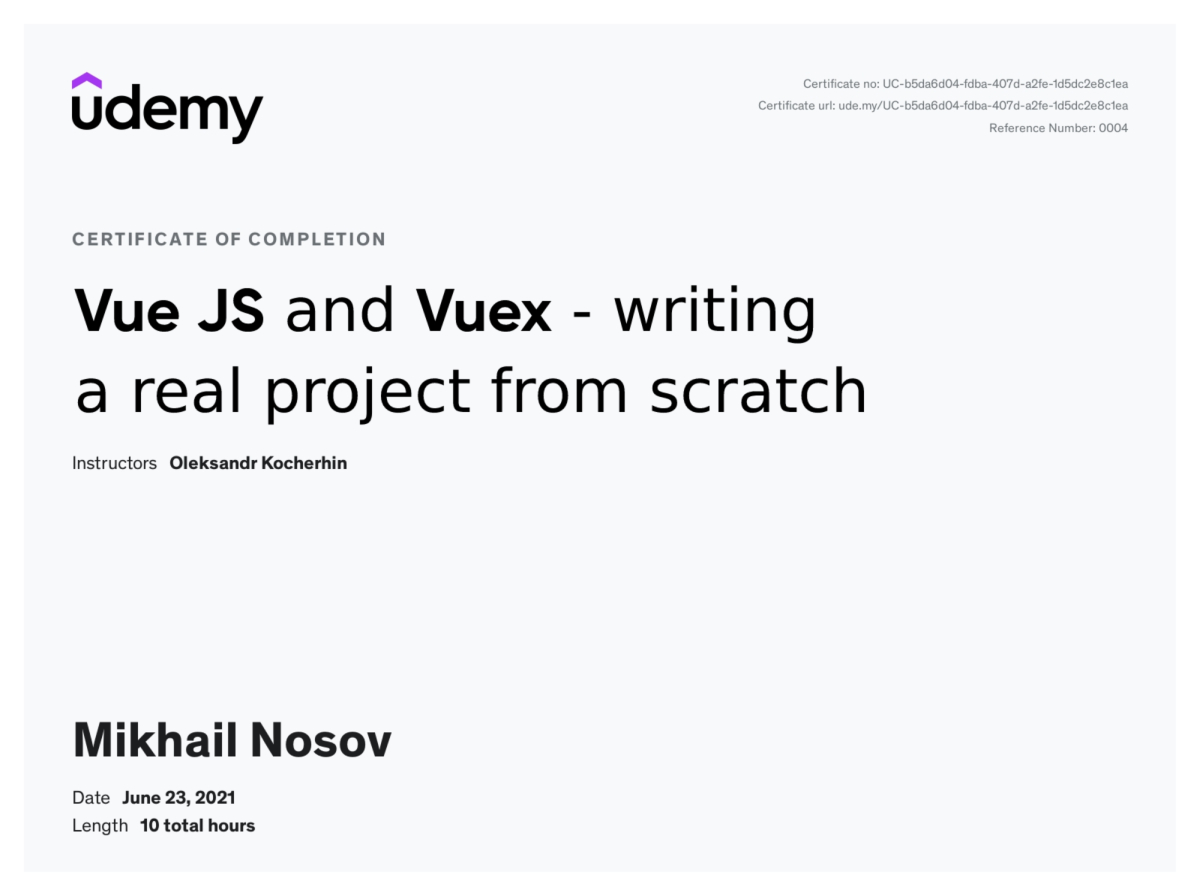 udemy
Certificate no: UC-b5da6d04-fdba-407d-a2fe-1d5dc2e8c1ea
Certificate url: ude.my/UC-b5da6d04-fdba-407d-a2fe-1d5dc2e8c1ea
Reference Number: 0004
CERTIFICATE OF COMPLETION
Vue JS and Vuex - writing
a real project from scratch
Instructors Oleksandr Kocherhin
Mikhail Nosov
Date June 23, 2021
Length 10 total hours